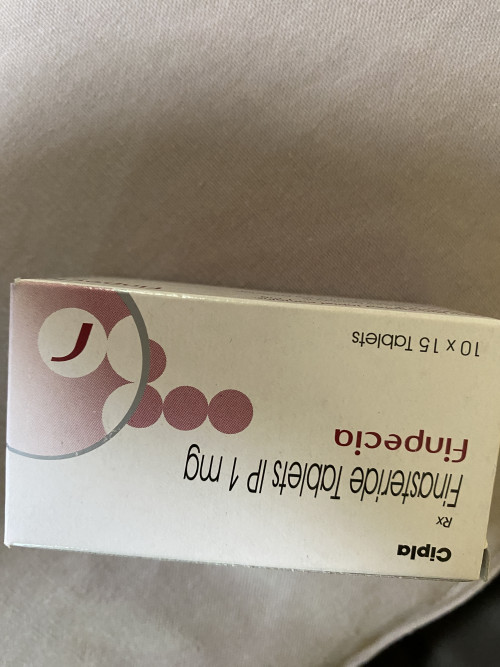 Cipla
Rx
Finasteride Tablets IP 1 mg
Finpecia
10 x 15 Tablets